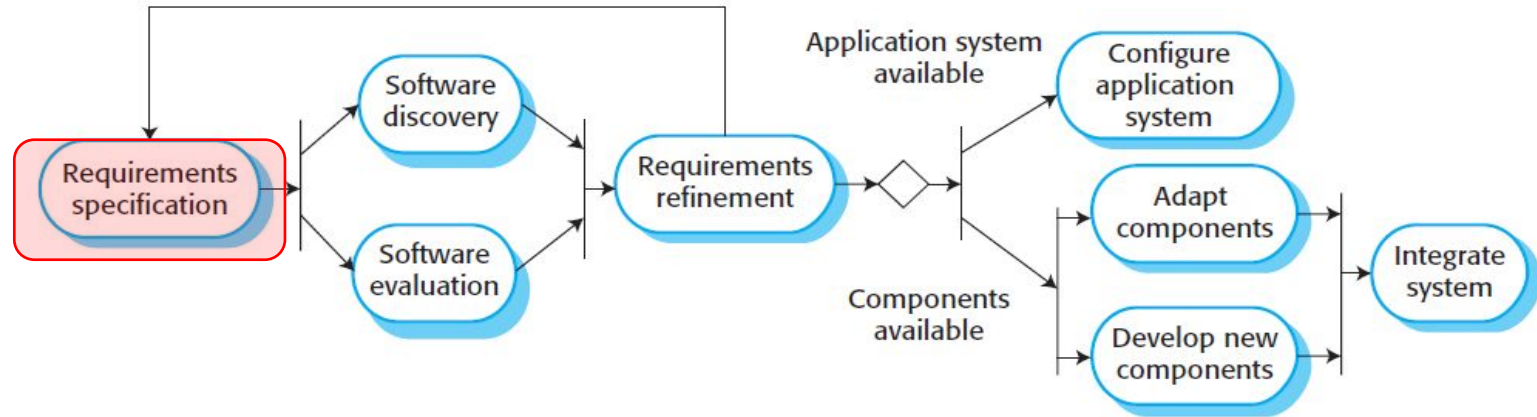 Requirements
specification
Software
discovery
Software
evaluation
Requirements
refinement
Application system
available
Configure
application
system
Components
available
Adapt
components
Develop new
components
Integrate
system